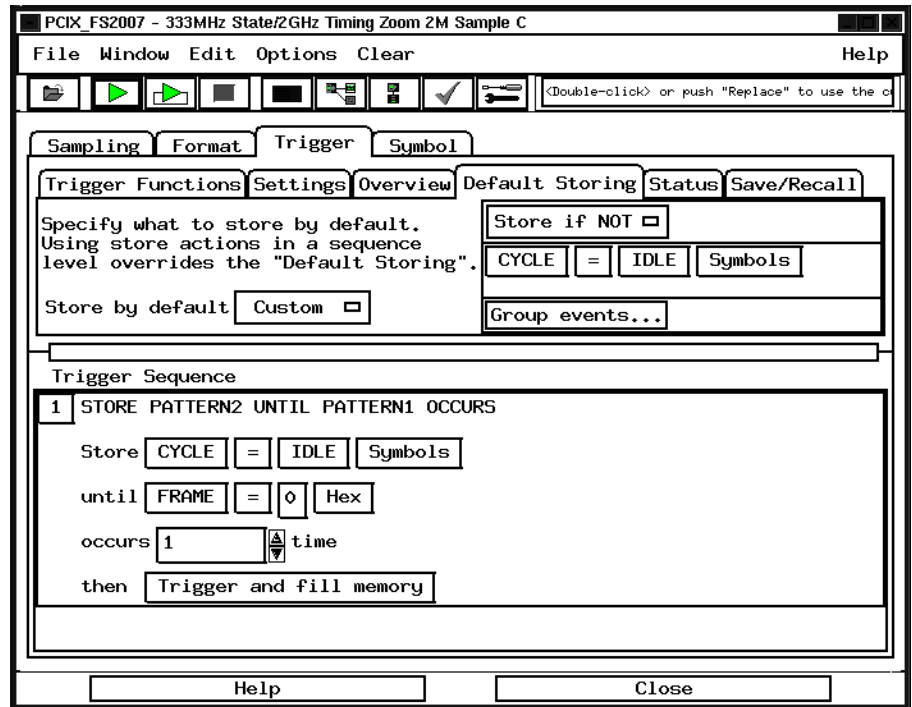 PCIX_FS2007 - 333MHz State/2GHz Timing Zoom 2M Sample C
File Window Edit Options Clear Help
<Double-click> or push "Replace" to use the
Sampling Format Trigger Symbol
Trigger Functions Settings Overview Default Storing Status Save/Recall
Specify what to store by default.
Using store actions in a sequence
level overrides the "Default Storing".
Store by default Custom
Store if NOT
CYCLE = IDLE Symbols
Group events...
Trigger Sequence
1 STORE PATTERN2 UNTIL PATTERN1 OCCURS
Store CYCLE = IDLE Symbols
until FRAME = 0 Hex
occurs 1 time
then Trigger and fill memory
Help Close